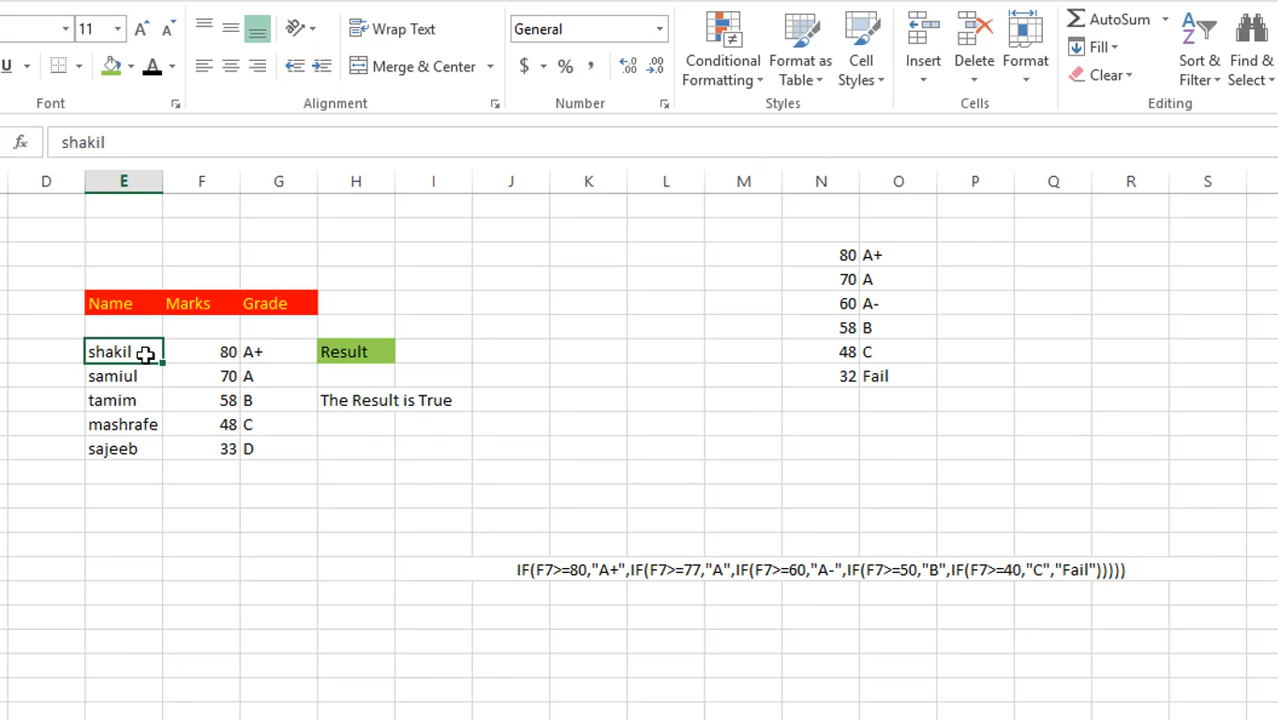 11 A A Wrap Text General AutoSum
Fill
U A Merge & Center $ % , .00 .0 Conditional Formatting Format as Table Cell Styles Insert Delete Format Clear Sort & Filter Find & Select
Font Alignment Number Styles Cells Editing
fx shakil
D E F G H I J K L M N O P Q R S
80 A+
70 A
Name Marks Grade 60 A-
58 B
shakil 80 A+ Result 48 C
samiul 70 A 32 Fail
tamim 58 B The Result is True
mashrafe 48 C
sajeeb 33 D
IF(F7>=80,"A+",IF(F7>=77,"A",IF(F7>=60,"A-",IF(F7>=50,"B",IF(F7>=40,"C","Fail")))))